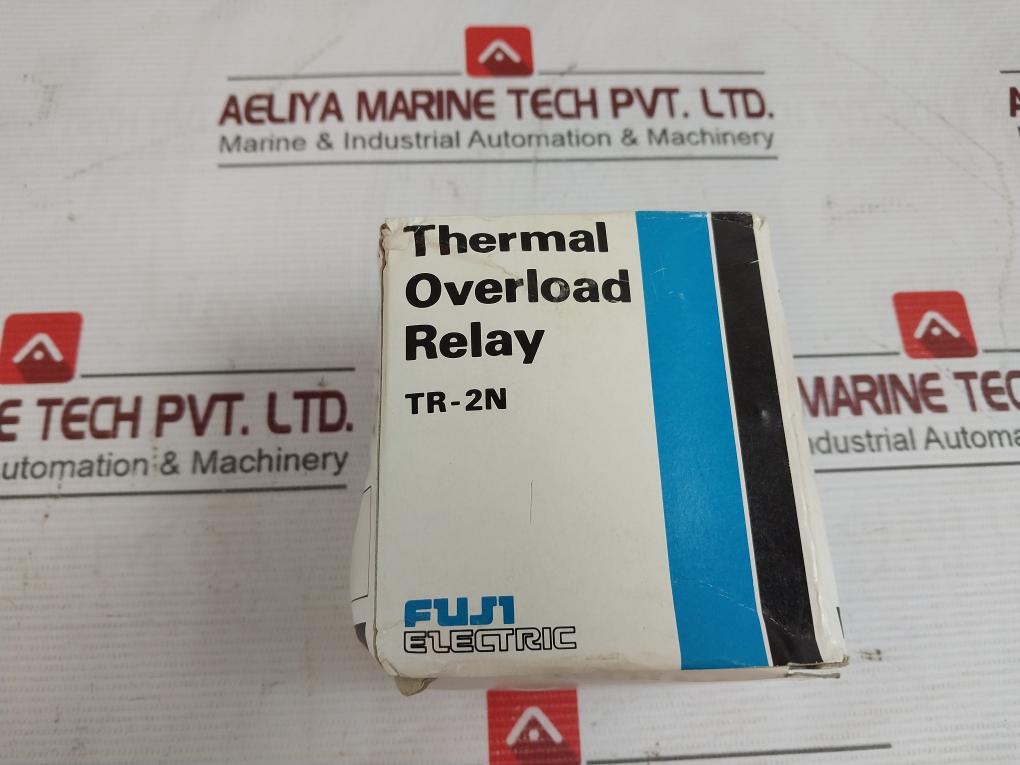 AELIYA MARINE TECH PVT. LTD.
Marine & Industrial Automation & Machinery
Thermal
Overload
Relay
TR-2N
FUJI
ELECTRIC
E TECH PVT. LTD.
utomation & Machinery
MARINE TECH
ndustrial Automa